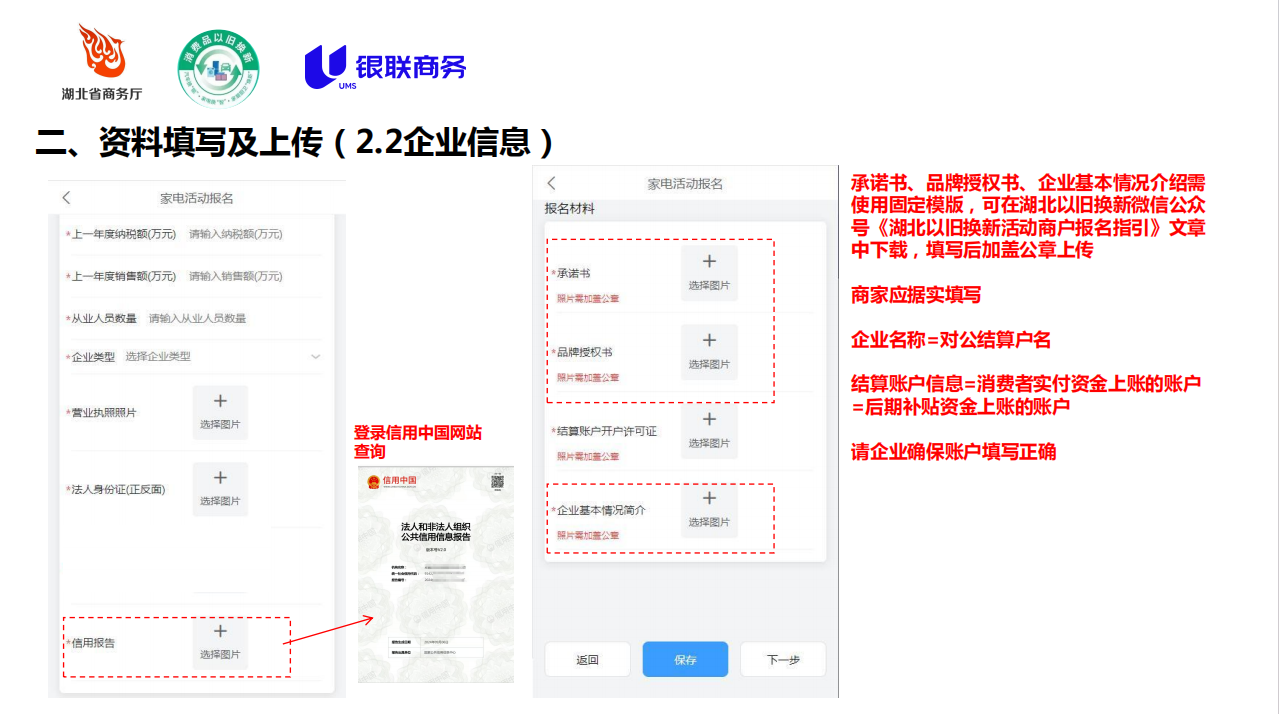 湖北省商务厅
消费品以旧换新
银联商务
UMS
二、资料填写及上传（2.2企业信息）
家电活动报名
*上一年度纳税额(万元) 请输入纳税额(万元)
*上一年度销售额(万元) 请输入销售额(万元)
*从业人员数量 请输入从业人员数量
*企业类型 选择企业类型
*营业执照照片
选择图片
*法人身份证(正反面)
选择图片
*信用报告
选择图片
登录信用中国网站
查询
信用中国
法人和非法人组织
公共信用信息报告
家电活动报名
报名材料
*承诺书
照片需加盖公章
选择图片
*品牌授权书
照片需加盖公章
选择图片
*结算账户开户许可证
照片需加盖公章
选择图片
*企业基本情况简介
照片需加盖公章
选择图片
返回
保存
下一步
承诺书、品牌授权书、企业基本情况介绍需
使用固定模版，可在湖北以旧换新微信公众
号《湖北以旧换新活动商户报名指引》文章
中下载，填写后加盖公章上传
商家应据实填写
企业名称=对公结算户名
结算账户信息=消费者实付资金上账的账户
=后期补贴资金上账的账户
请企业确保账户填写正确